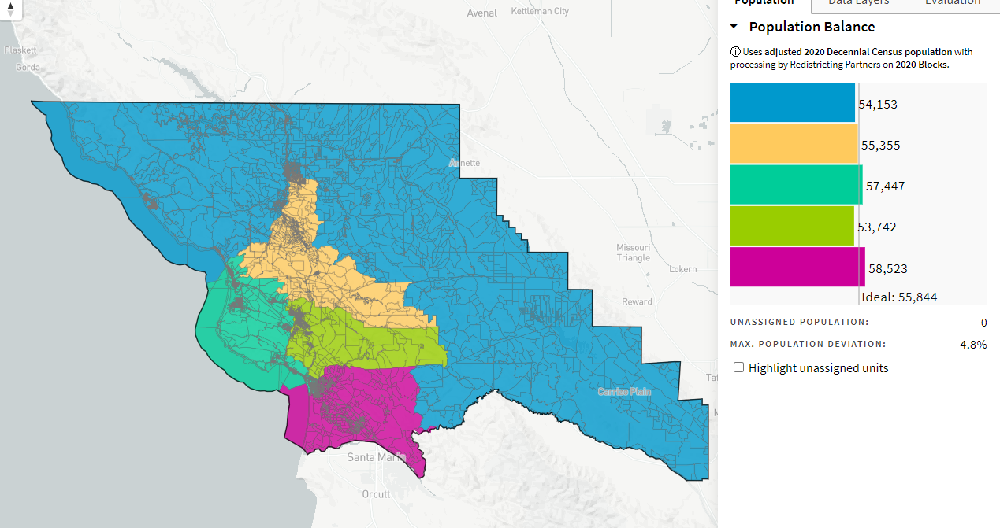 Avenal
Kettleman City
Plaskett
Gorda
Annette
Missouri
Triangle
Lokern
Reward
Carrizo Plain
Santa Maria
Orcutt
Population
Data Layers
Evaluation
Population Balance
Uses adjusted 2020 Decennial Census population with
processing by Redistricting Partners on 2020 Blocks.
54,153
55,355
57,447
53,742
58,523
Ideal: 55,844
UNASSIGNED POPULATION: 0
MAX. POPULATION DEVIATION: 4.8%
Highlight unassigned units